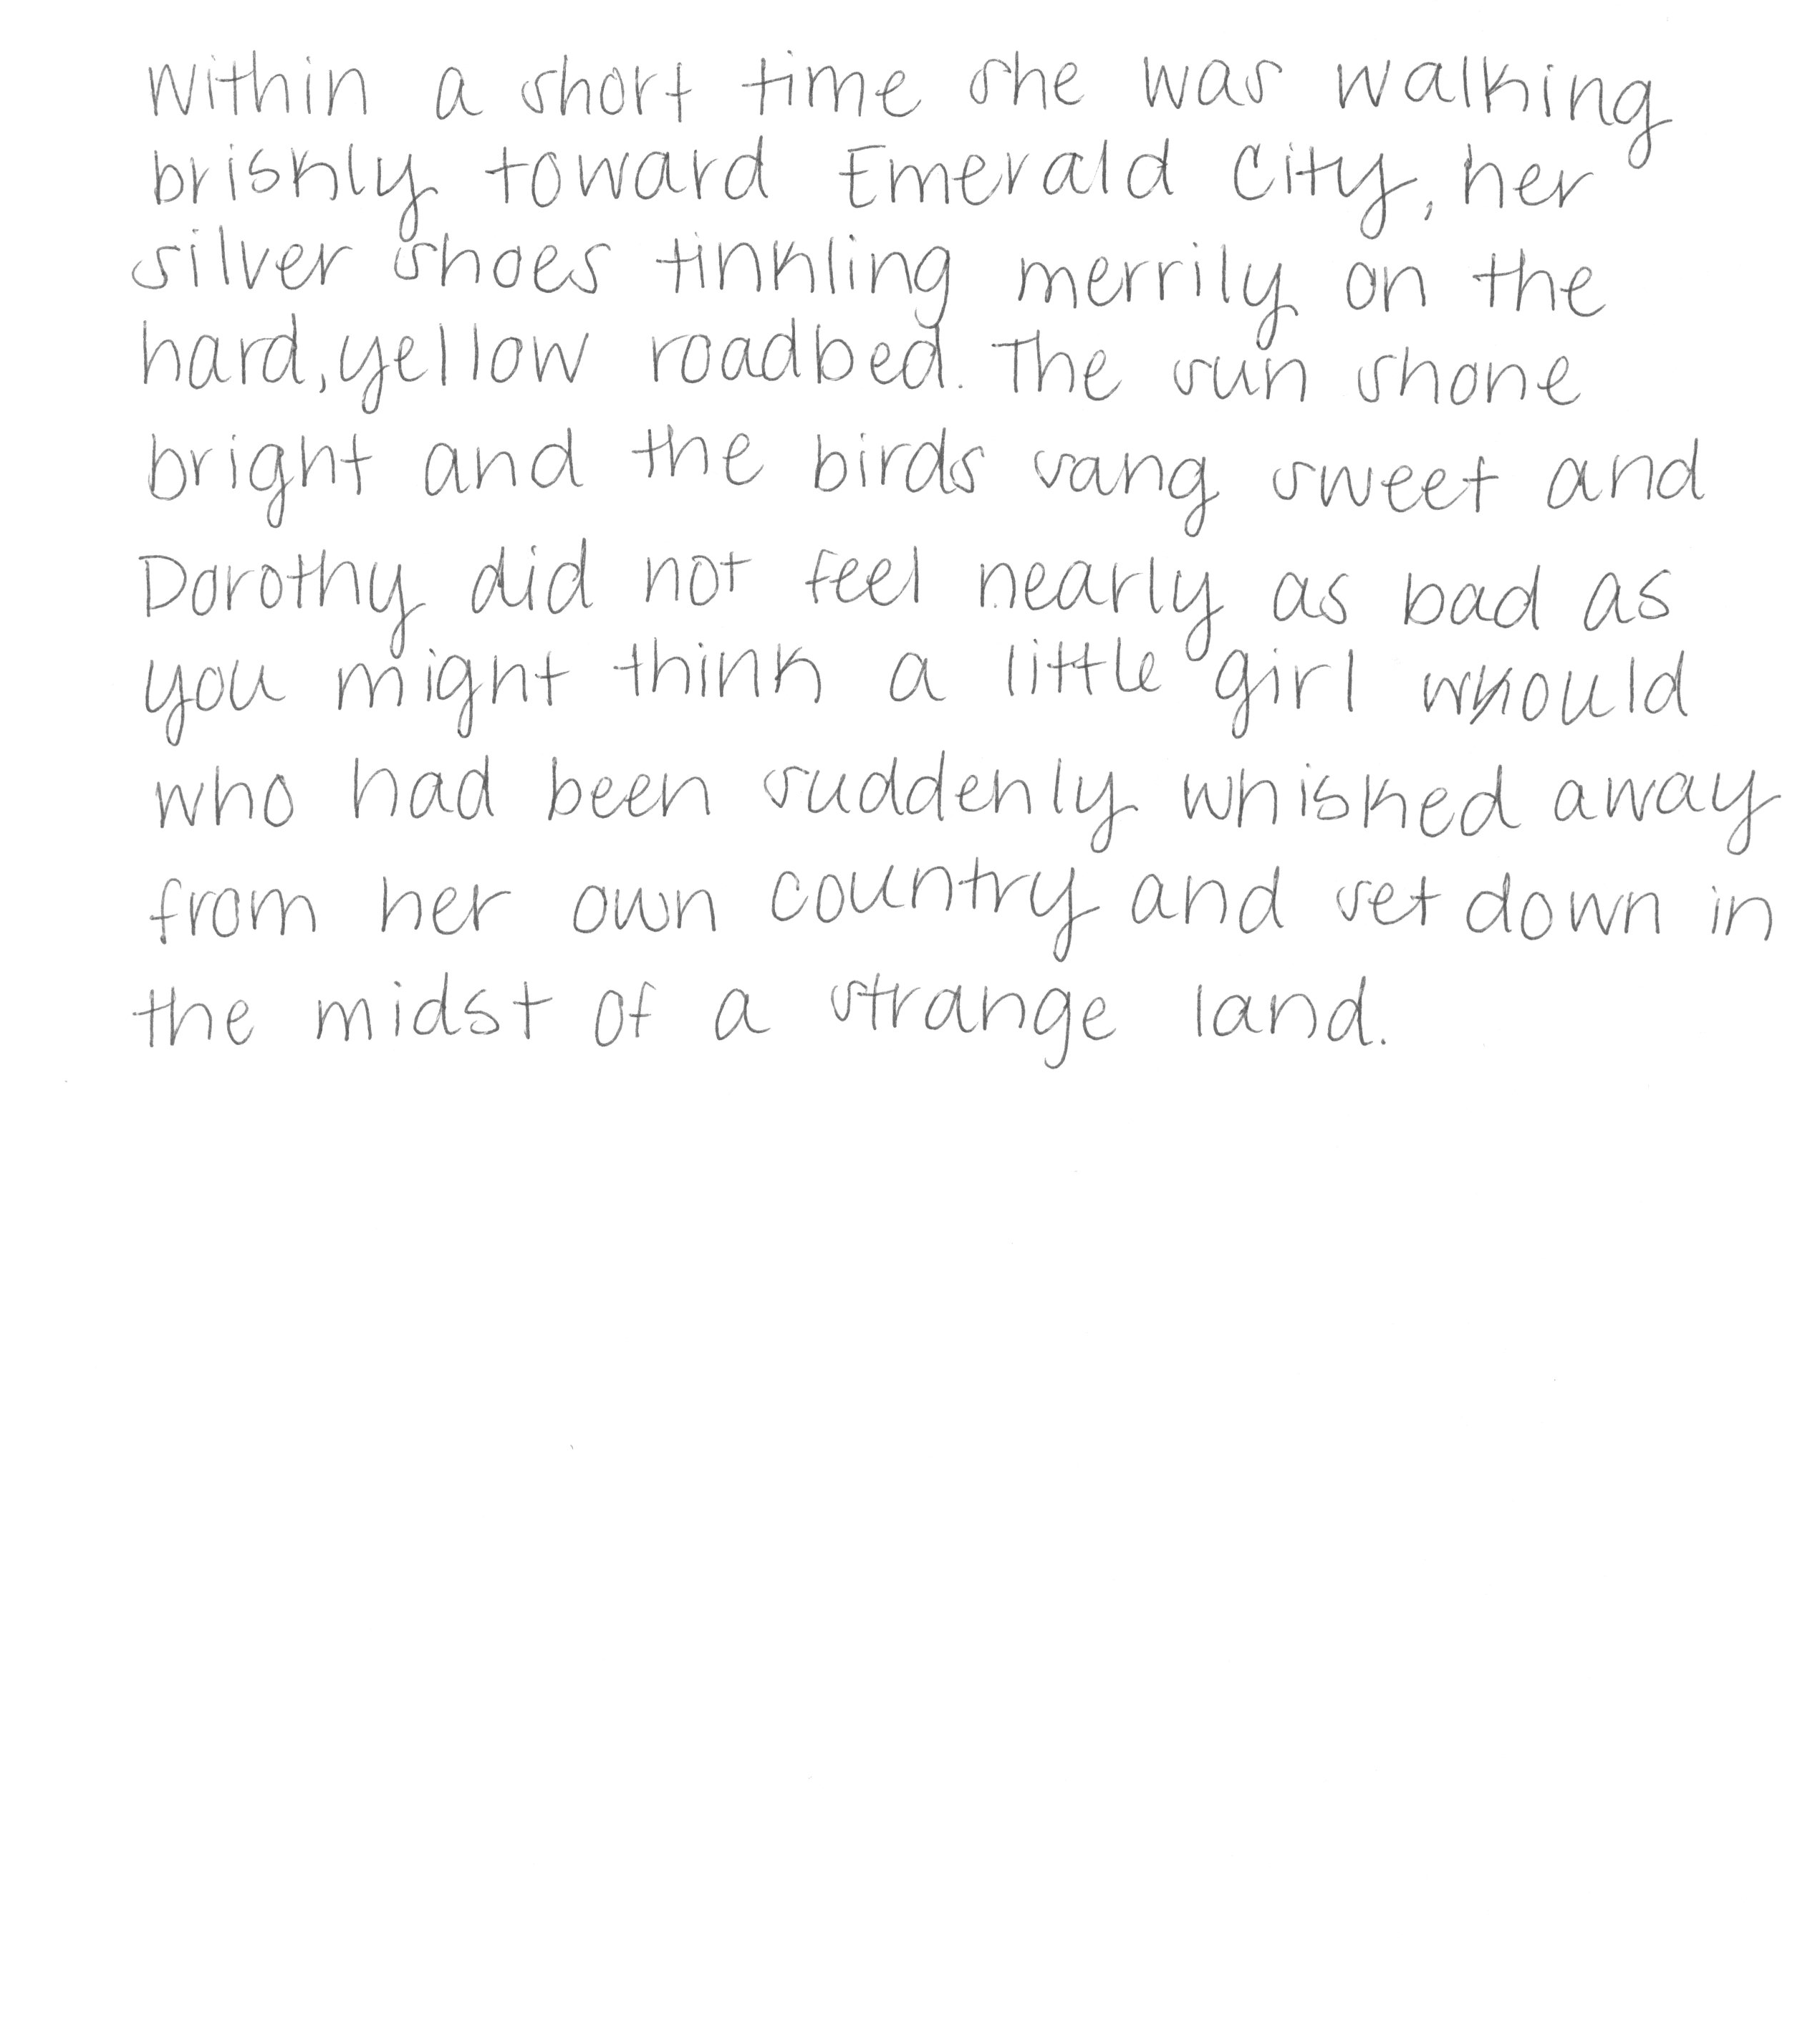 Within a short time she was walking
briskly toward Emerald City, her
silver shoes tinkling merrily on the
hard, yellow roadbed. The sun shone
bright and the birds sang sweet and
Dorothy did not feel nearly as bad as
you might think a little girl would
who had been suddenly whisked away
from her own country and set down in
the midst of a strange land.